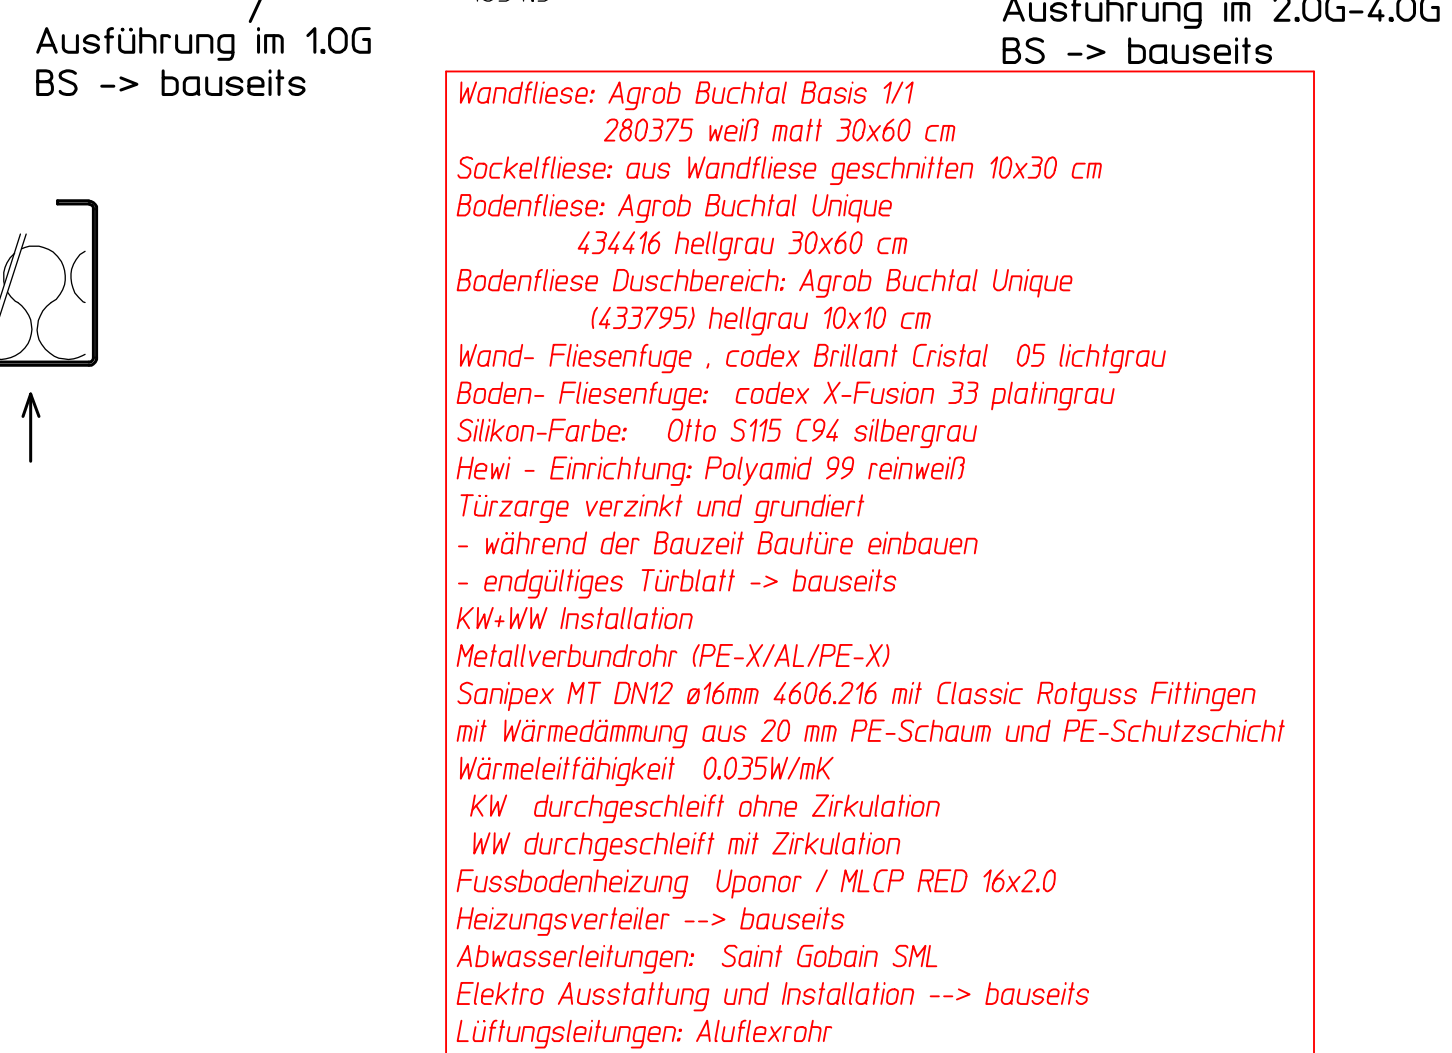 Ausführung im 1.OG
BS -> bauseits
Ausführung im 2.OG-4.OG
BS -> bauseits
Wandfliese: Agrob Buchtal Basis 1/1
280375 weiß matt 30x60 cm
Sockelfliese: aus Wandfliese geschnitten 10x30 cm
Bodenfliese: Agrob Buchtal Unique
434416 hellgrau 30x60 cm
Bodenfliese Duschbereich: Agrob Buchtal Unique
(433795) hellgrau 10x10 cm
Wand- Fliesenfuge , codex Brillant Cristal 05 lichtgrau
Boden- Fliesenfuge: codex X-Fusion 33 platingrau
Silikon-Farbe: Otto S115 C94 silbergrau
Hewi - Einrichtung: Polyamid 99 reinweiß
Türzarge verzinkt und grundiert
- während der Bauzeit Bautüre einbauen
- endgültiges Türblatt -> bauseits
KW+WW Installation
Metallverbundrohr (PE-X/AL/PE-X)
Sanipex MT DN12 ø16mm 4606.216 mit Classic Rotguss Fittingen
mit Wärmedämmung aus 20 mm PE-Schaum und PE-Schutzschicht
Wärmeleitfähigkeit 0.035W/mK
KW durchgeschleift ohne Zirkulation
WW durchgeschleift mit Zirkulation
Fussbodenheizung Uponor / MLCP RED 16x2.0
Heizungsverteiler --> bauseits
Abwasserleitungen: Saint Gobain SML
Elektro Ausstattung und Installation --> bauseits
Lüftungsleitungen: Aluflexrohr